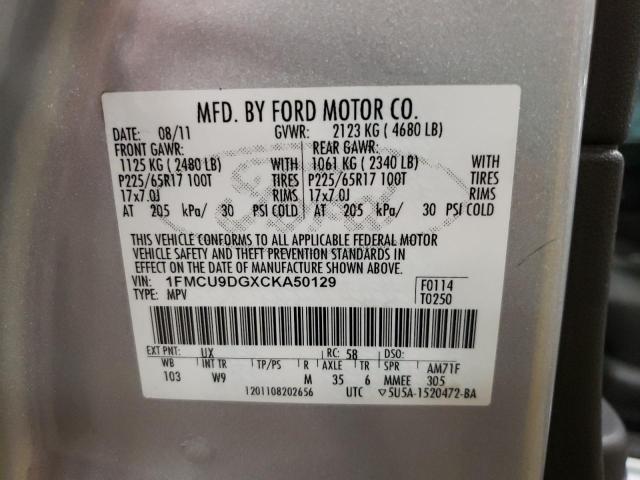 MFD. BY FORD MOTOR CO.
DATE: 08/11 GVWR: 2123 KG ( 4680 LB)
FRONT GAWR: REAR GAWR:
1125 KG ( 2480 LB) WITH 1061 KG ( 2340 LB) WITH
P225/65R17 100T TIRES P225/65R17 100T TIRES
17x7.0J RIMS 17x7.0J RIMS
AT 205 kPa/ 30 PSI COLD AT 205 kPa/ 30 PSI COLD
THIS VEHICLE CONFORMS TO ALL APPLICABLE FEDERAL MOTOR
VEHICLE SAFETY AND THEFT PREVENTION STANDARDS IN
EFFECT ON THE DATE OF MANUFACTURE SHOWN ABOVE.
VIN: 1FMCU9DGXCKA50129 F0114
TYPE: MPV T0250
EXT PNT: UX RC: 58 DSO:
WB INT TR TP/PS R AXLE TR SPR AM71F
103 W9 M 35 6 MMEE 305
1201108202656 UTC ▽5U5A-1520472-BA